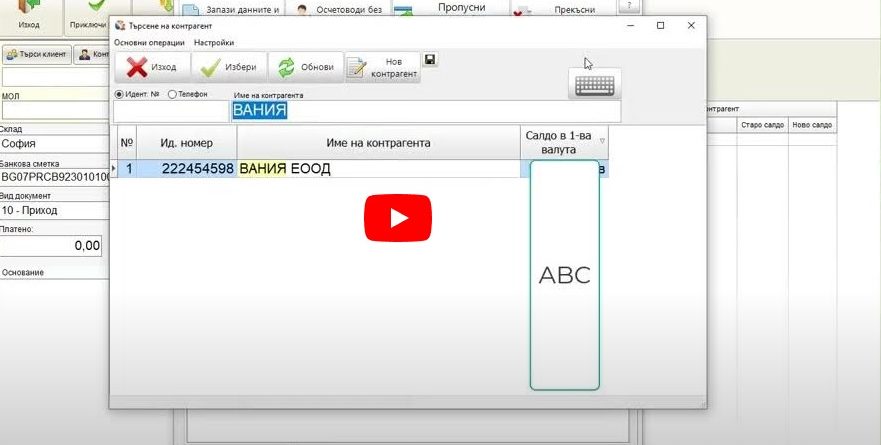 Изход
Приключи
Запази данните и
Осчетоводи без
Пропусни
Прекъсни
?
Търсене на контрагент
Основни операции Настройки
Изход
Избери
Обнови
Нов
контрагент
Търси клиент
Конт
Идент. № Телефон
Име на контрагента
ВАНИЯ
МОЛ
Склад
София
Банкова сметка
BG07PRCB923010100
Вид документ
10 - Приход
Платено:
0,00
Основание
№ Ид. номер Име на контрагента Салдо в 1-ва
валута
1 222454598 ВАНИЯ ЕООД в
ABC
нтрагент
Старо салдо Ново салдо